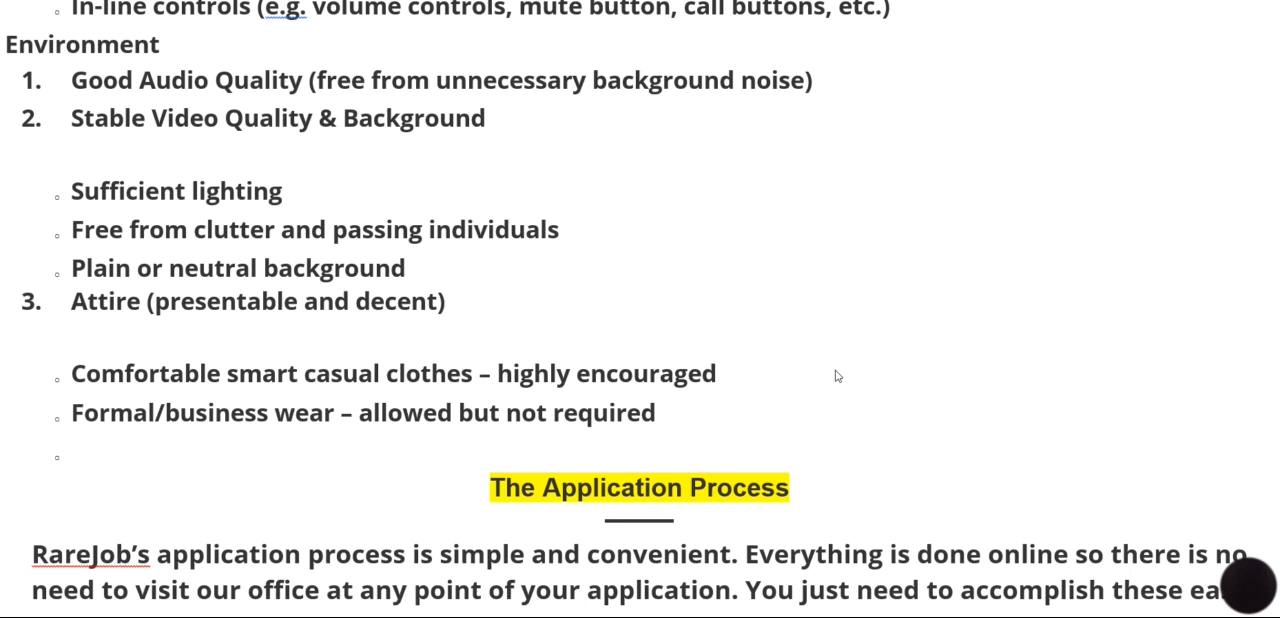 In-line controls (e.g. volume controls, mute button, call buttons, etc.)
Environment
1. Good Audio Quality (free from unnecessary background noise)
2. Stable Video Quality & Background
Sufficient lighting
Free from clutter and passing individuals
Plain or neutral background
3. Attire (presentable and decent)
Comfortable smart casual clothes – highly encouraged
Formal/business wear – allowed but not required
The Application Process
RareJob’s application process is simple and convenient. Everything is done online so there is no
need to visit our office at any point of your application. You just need to accomplish these